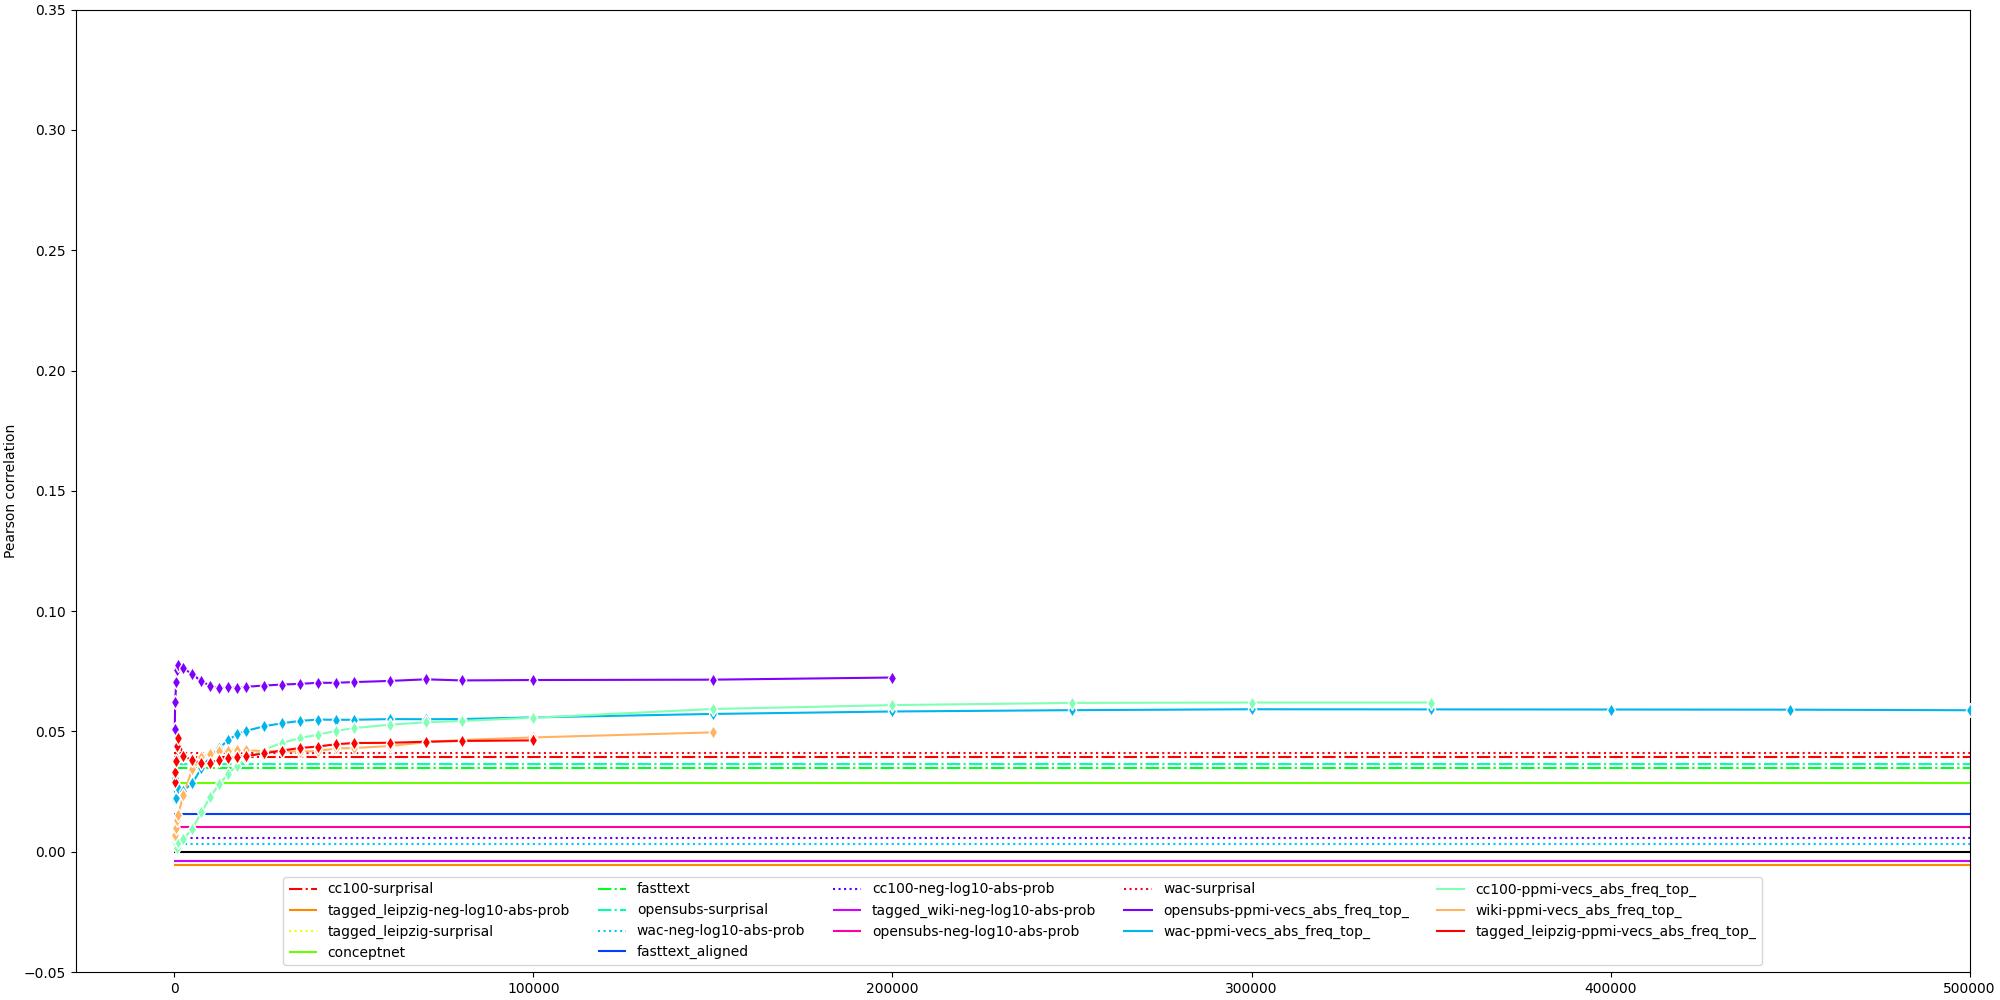 0.35
0.30
0.25
0.20
0.15
0.10
0.05
0.00
−0.05
Pearson correlation
0
100000
200000
300000
400000
500000
cc100-surprisal
tagged_leipzig-neg-log10-abs-prob
tagged_leipzig-surprisal
conceptnet
fasttext
opensubs-surprisal
wac-neg-log10-abs-prob
fasttext_aligned
cc100-neg-log10-abs-prob
tagged_wiki-neg-log10-abs-prob
opensubs-neg-log10-abs-prob
wac-surprisal
opensubs-ppmi-vecs_abs_freq_top_
wac-ppmi-vecs_abs_freq_top_
cc100-ppmi-vecs_abs_freq_top_
wiki-ppmi-vecs_abs_freq_top_
tagged_leipzig-ppmi-vecs_abs_freq_top_